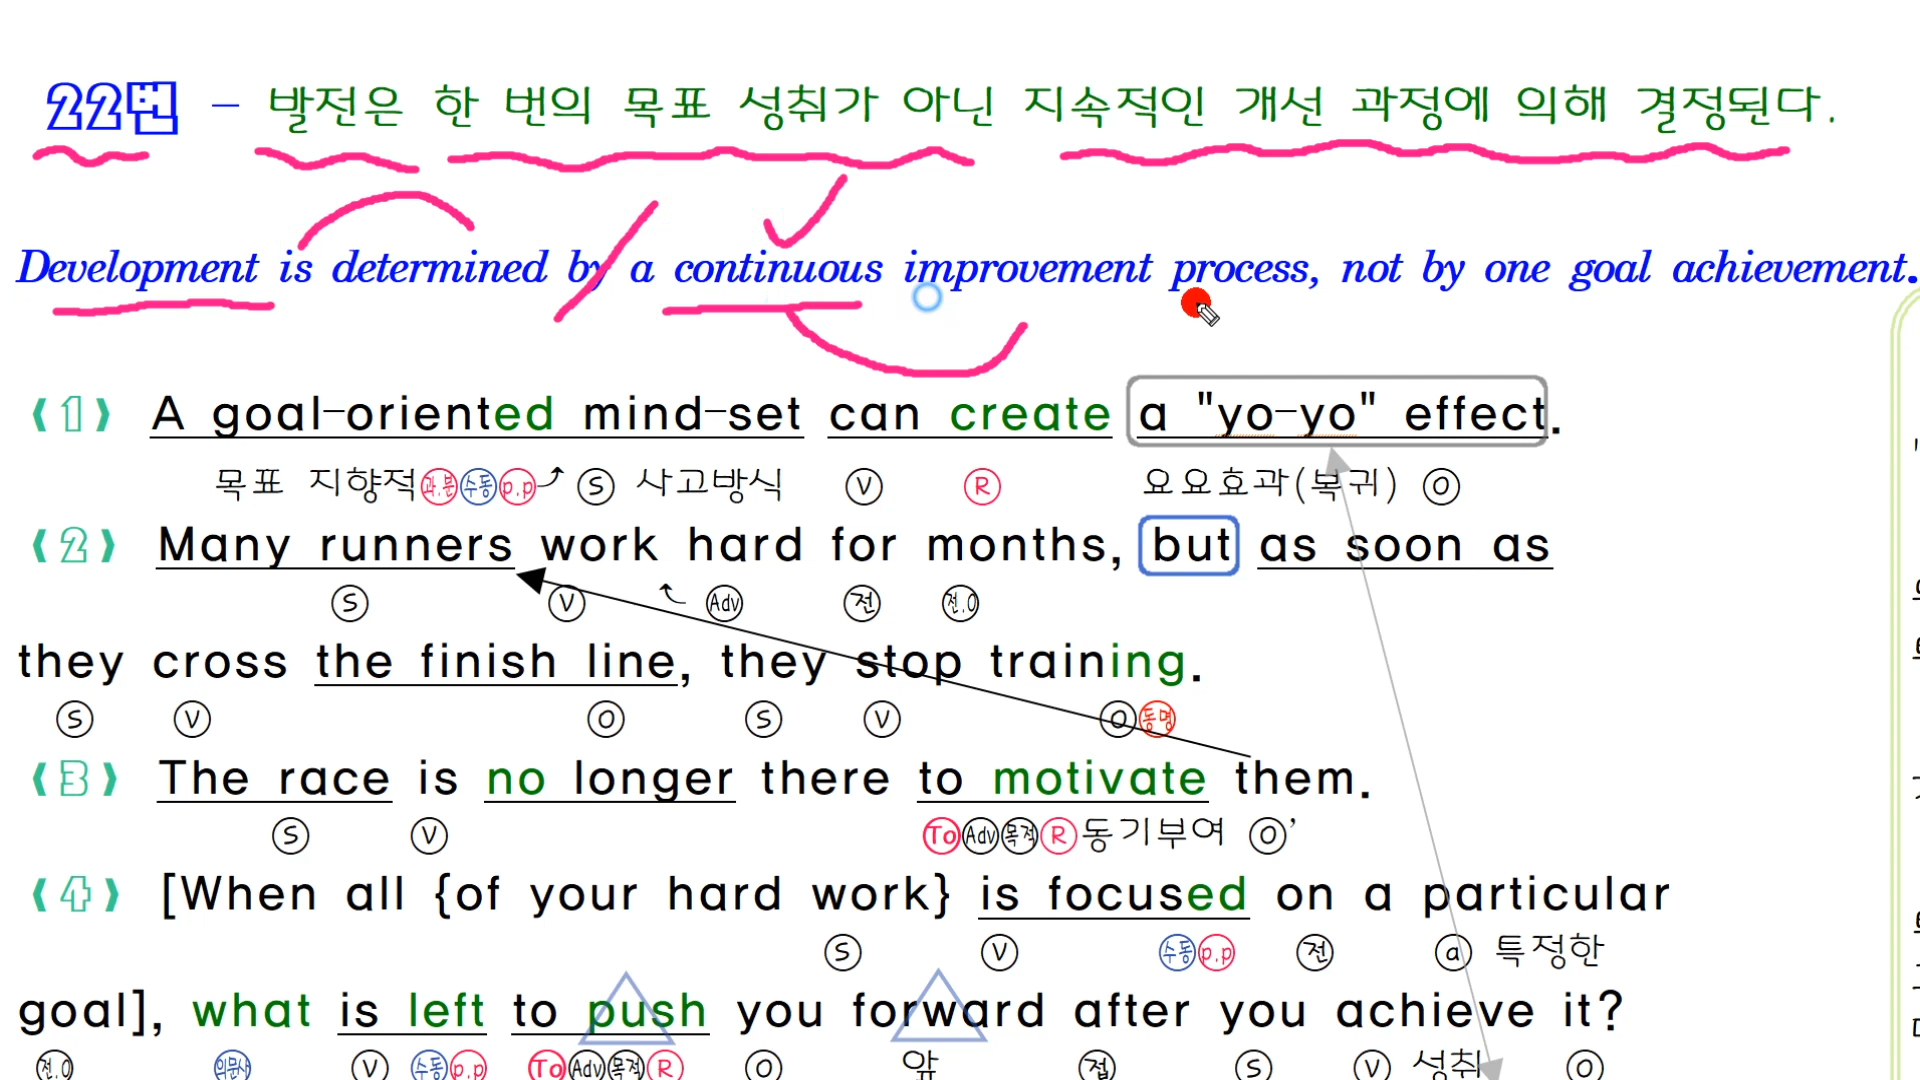 22번 - 발전은 한 번의 목표 성취가 아닌 지속적인 개선 과정에 의해 결정된다.
Development is determined by a continuous improvement process, not by one goal achievement.
(1) A goal-oriented mind-set can create a "yo-yo" effect.
목표 지향적 과.분 수동 p.p S 사고방식 V R 요요효과(복귀) O
(2) Many runners work hard for months, but as soon as
S V Adv 전 전.O
they cross the finish line, they stop training.
S V O S V O 동명
(3) The race is no longer there to motivate them.
S V To Adv 목적 R 동기부여 O'
(4) [When all {of your hard work} is focused on a particular
S V 수동 p.p 전 a 특정한
goal], what is left to push you forward after you achieve it?
전.O 의문사 V 수동 p.p To Adv 목적 R O 앞 접 S V 성취 O